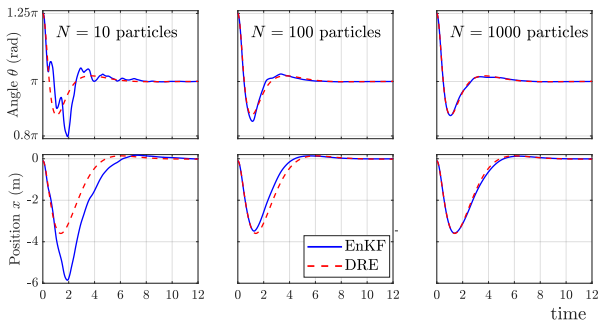 N = 10 particles
N = 100 particles
N = 1000 particles
Angle θ (rad)
1.25π
π
0.8π
Position x (m)
0
-2
-4
-6
EnKF
DRE
0 2 4 6 8 10 12
0 2 4 6 8 10 12
0 2 4 6 8 10 12
time